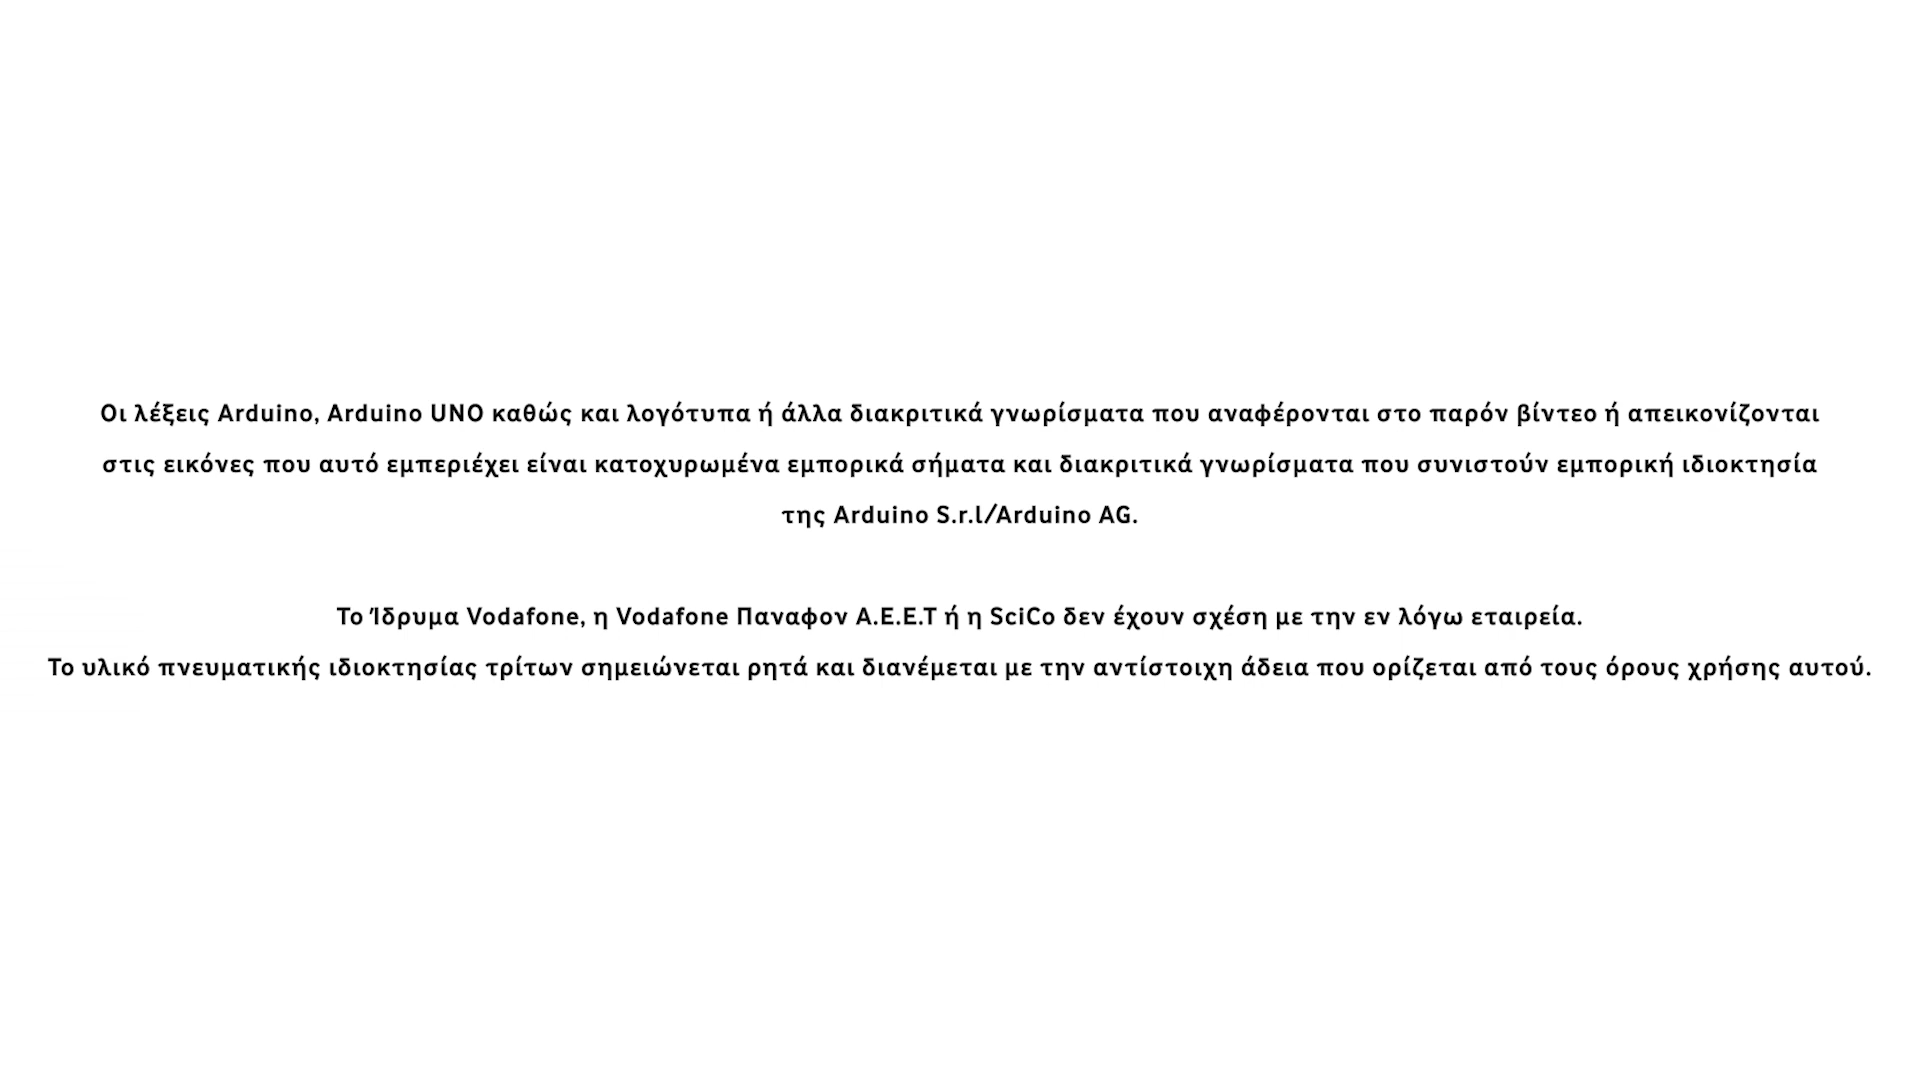 Οι λέξεις Arduino, Arduino UNO καθώς και λογότυπα ή άλλα διακριτικά γνωρίσματα που αναφέρονται στο παρόν βίντεο ή απεικονίζονται
στις εικόνες που αυτό εμπεριέχει είναι κατοχυρωμένα εμπορικά σήματα και διακριτικά γνωρίσματα που συνιστούν εμπορική ιδιοκτησία
της Arduino S.r.l/Arduino AG.
Το Ίδρυμα Vodafone, η Vodafone Παναφον Α.Ε.Ε.Τ ή η SciCo δεν έχουν σχέση με την εν λόγω εταιρεία.
Το υλικό πνευματικής ιδιοκτησίας τρίτων σημειώνεται ρητά και διανέμεται με την αντίστοιχη άδεια που ορίζεται από τους όρους χρήσης αυτού.